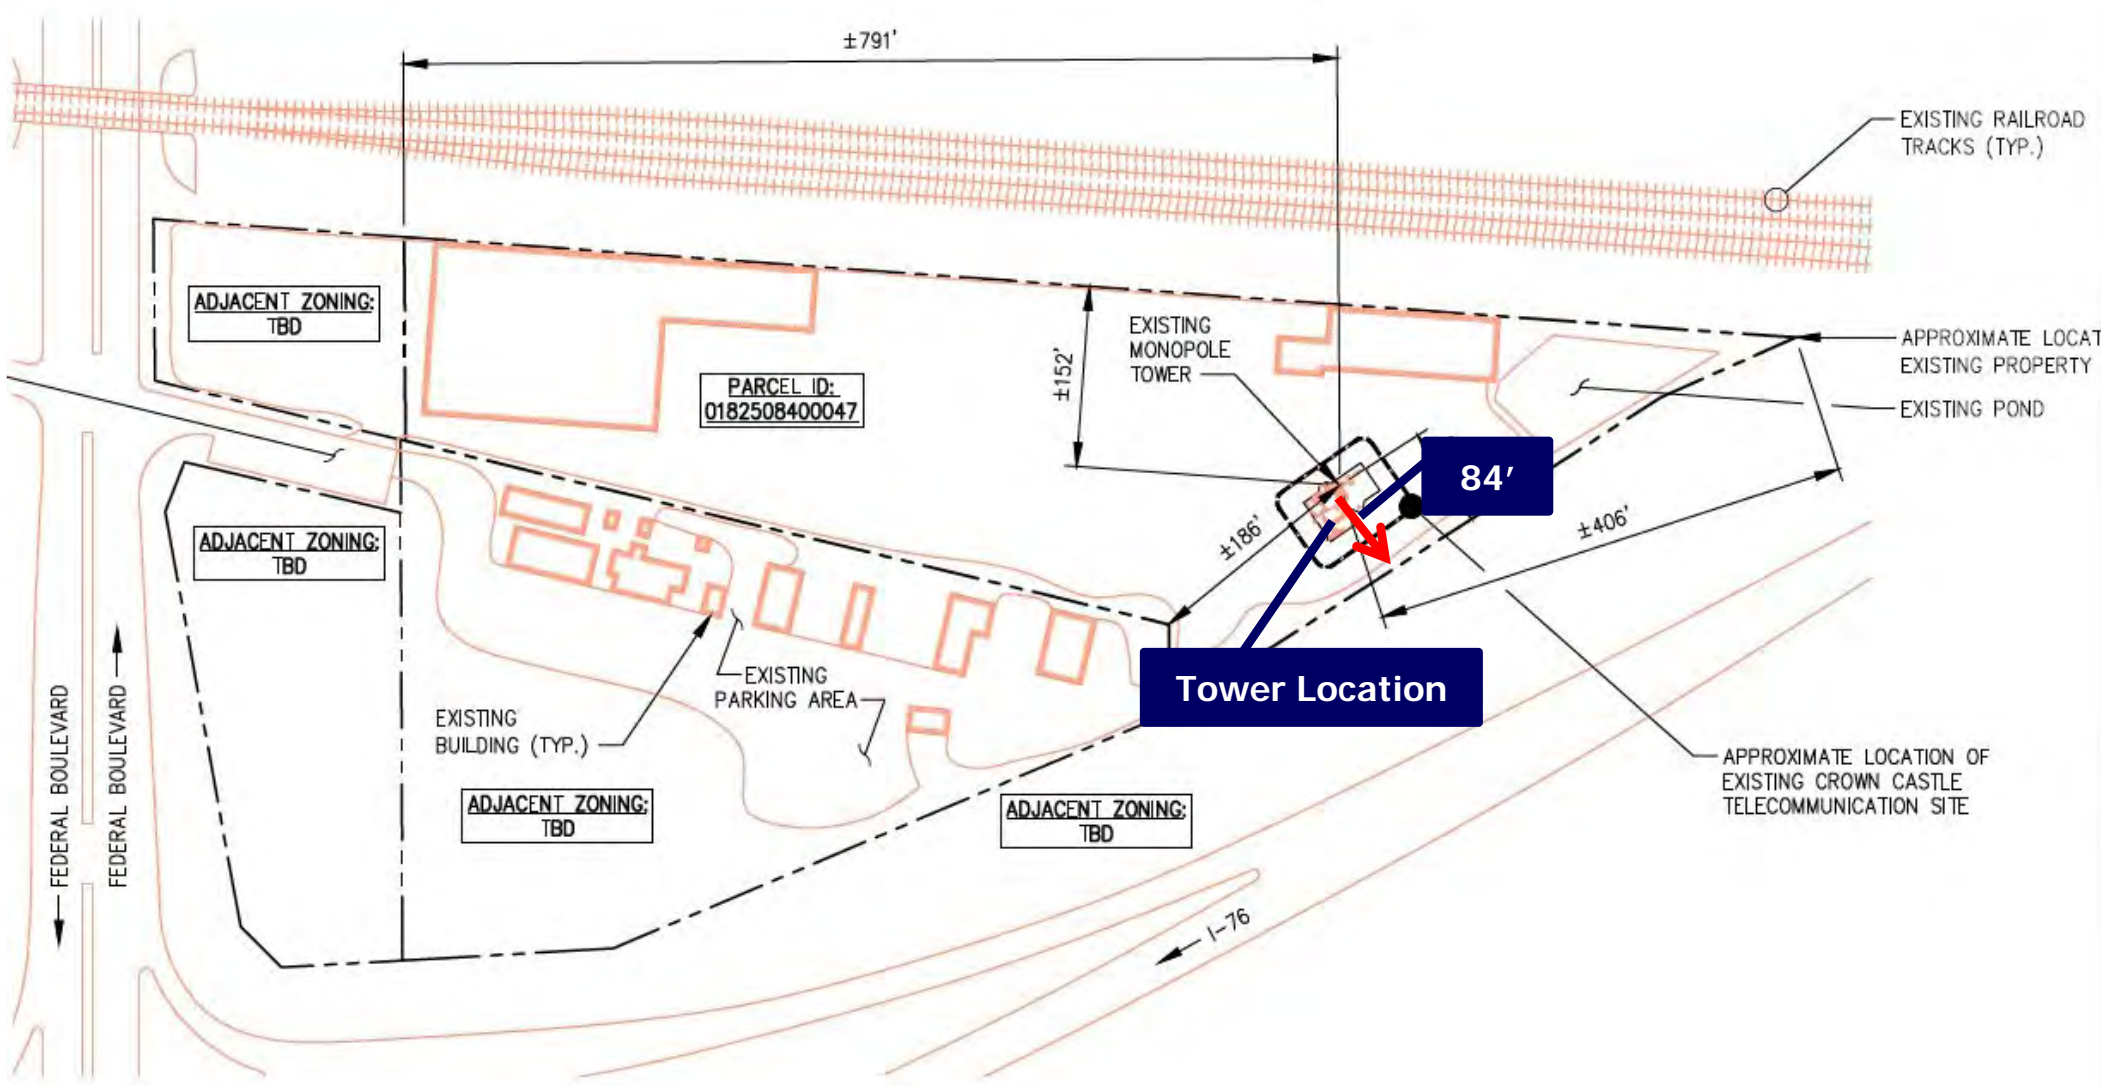 ±791'
EXISTING RAILROAD
TRACKS (TYP.)
ADJACENT ZONING:
TBD
PARCEL ID:
0182508400047
±152'
EXISTING
MONOPOLE
TOWER
APPROXIMATE LOCAT
EXISTING PROPERTY
EXISTING POND
84'
±186'
±406'
ADJACENT ZONING:
TBD
Tower Location
EXISTING
PARKING AREA
EXISTING
BUILDING (TYP.)
FEDERAL BOULEVARD
FEDERAL BOULEVARD
ADJACENT ZONING:
TBD
ADJACENT ZONING:
TBD
APPROXIMATE LOCATION OF
EXISTING CROWN CASTLE
TELECOMMUNICATION SITE
I-76